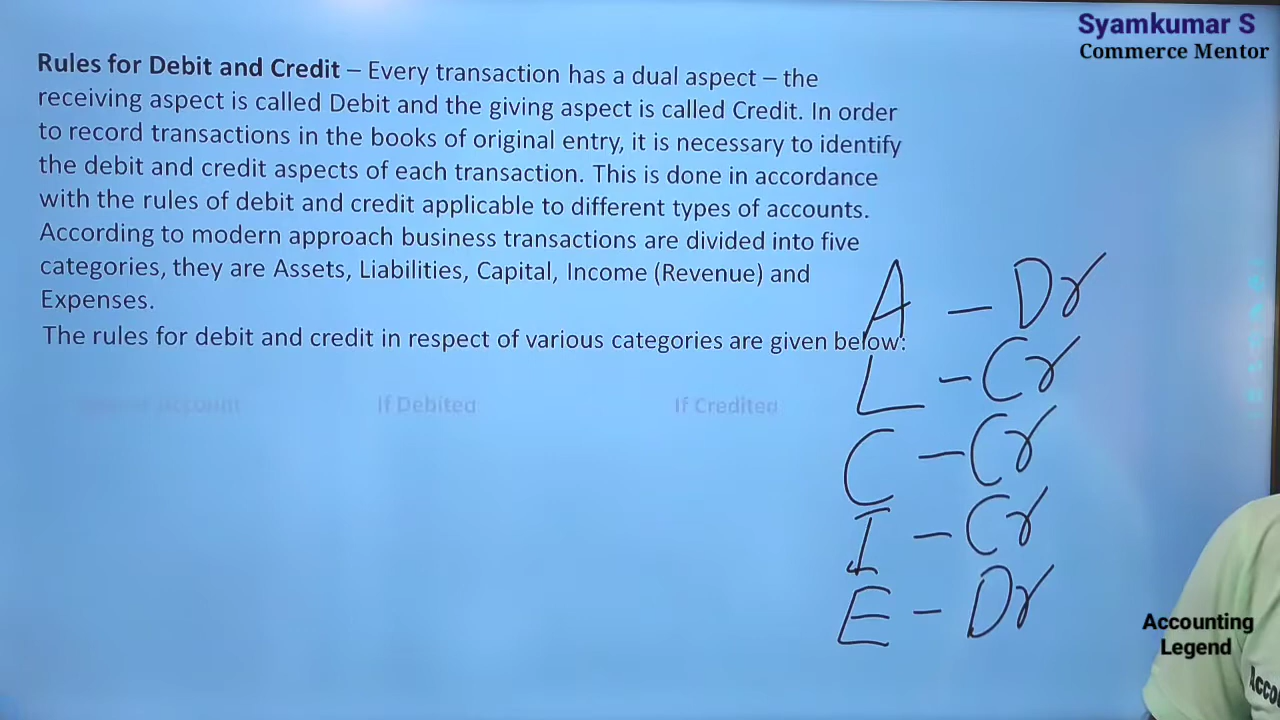 Syamkumar S
Commerce Mentor
Rules for Debit and Credit – Every transaction has a dual aspect – the
receiving aspect is called Debit and the giving aspect is called Credit. In order
to record transactions in the books of original entry, it is necessary to identify
the debit and credit aspects of each transaction. This is done in accordance
with the rules of debit and credit applicable to different types of accounts.
According to modern approach business transactions are divided into five
categories, they are Assets, Liabilities, Capital, Income (Revenue) and
Expenses.
The rules for debit and credit in respect of various categories are given below:
Account If Debited If Credited
A – Dr
L – Cr
C – Cr
I – Cr
E – Dr
Accounting
Legend